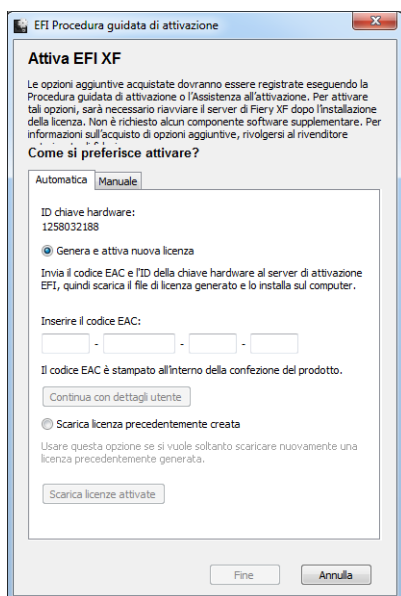 EFI Procedura guidata di attivazione
Attiva EFI XF
Le opzioni aggiuntive acquistate dovranno essere registrate eseguendo la
Procedura guidata di attivazione o l'Assistenza all'attivazione. Per attivare
tali opzioni, sarà necessario riavviare il server di Fiery XF dopo l'installazione
della licenza. Non è richiesto alcun componente software supplementare. Per
informazioni sull'acquisto di opzioni aggiuntive, rivolgersi al rivenditore
Come si preferisce attivare?
Automatica Manuale
ID chiave hardware:
1258032188
Genera e attiva nuova licenza
Invia il codice EAC e l'ID della chiave hardware al server di attivazione
EFI, quindi scarica il file di licenza generato e lo installa sul computer.
Inserire il codice EAC:
- - -
Il codice EAC è stampato all'interno della confezione del prodotto.
Continua con dettagli utente
Scarica licenza precedentemente creata
Usare questa opzione se si vuole soltanto scaricare nuovamente una
licenza precedentemente generata.
Scarica licenze attivate
Fine Annulla